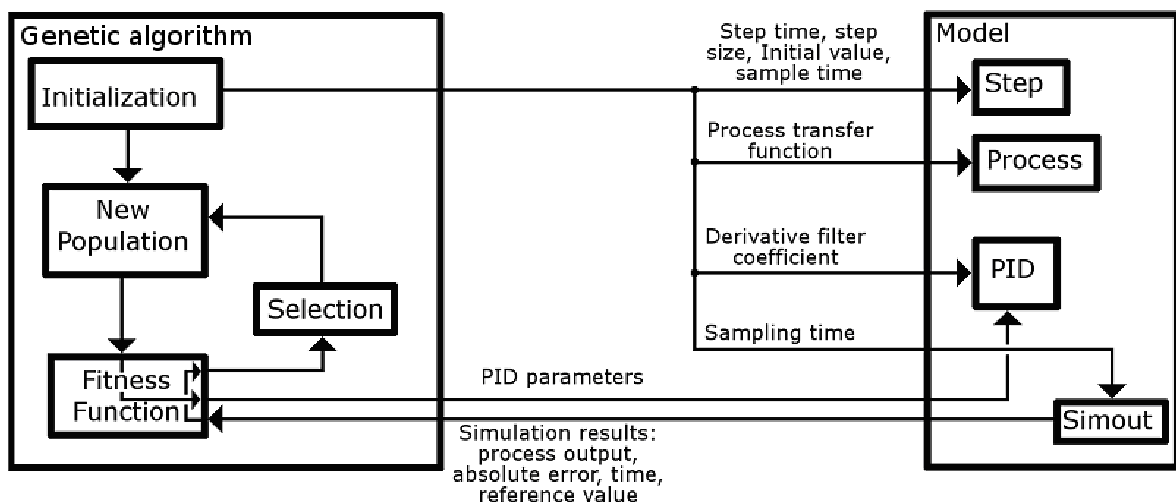 Genetic algorithm
Initialization
New
Population
Selection
Fitness
Function
Step time, step
size, Initial value,
sample time
Process transfer
function
Derivative filter
coefficient
Sampling time
PID parameters
Simulation results:
process output,
absolute error, time,
reference value
Model
Step
Process
PID
Simout